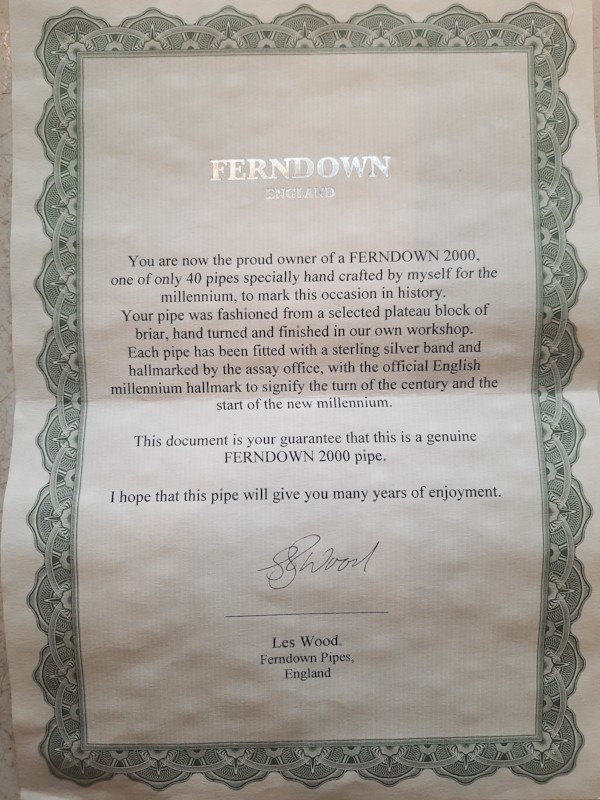 FERNDOWN
ENGLAND
You are now the proud owner of a FERNDOWN 2000,
one of only 40 pipes specially hand crafted by myself for the
millennium, to mark this occasion in history.
Your pipe was fashioned from a selected plateau block of
briar, hand turned and finished in our own workshop.
Each pipe has been fitted with a sterling silver band and
hallmarked by the assay office, with the official English
millennium hallmark to signify the turn of the century and the
start of the new millennium.
This document is your guarantee that this is a genuine
FERNDOWN 2000 pipe.
I hope that this pipe will give you many years of enjoyment.
Wood
Les Wood.
Ferndown Pipes,
England